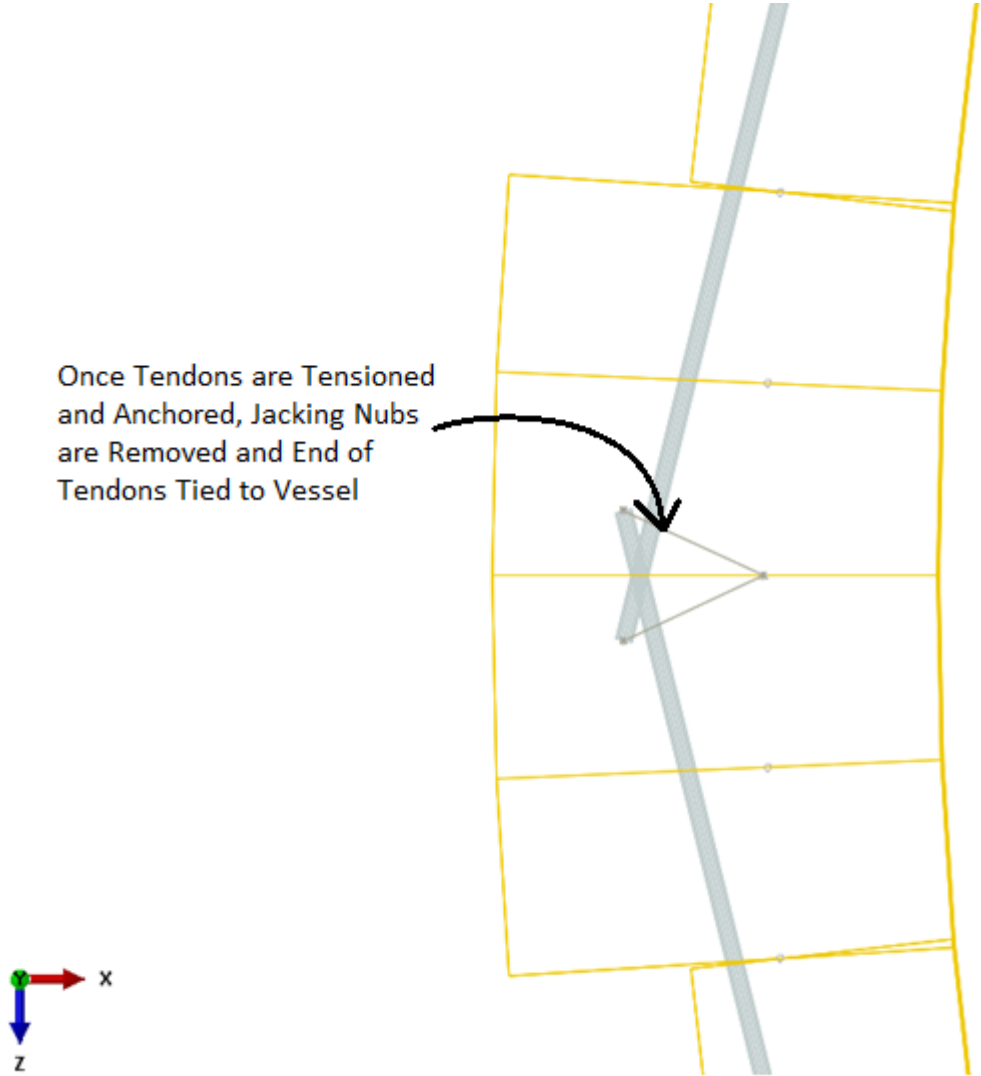 Once Tendons are Tensioned
and Anchored, Jacking Nubs
are Removed and End of
Tendons Tied to Vessel
Y
X
Z